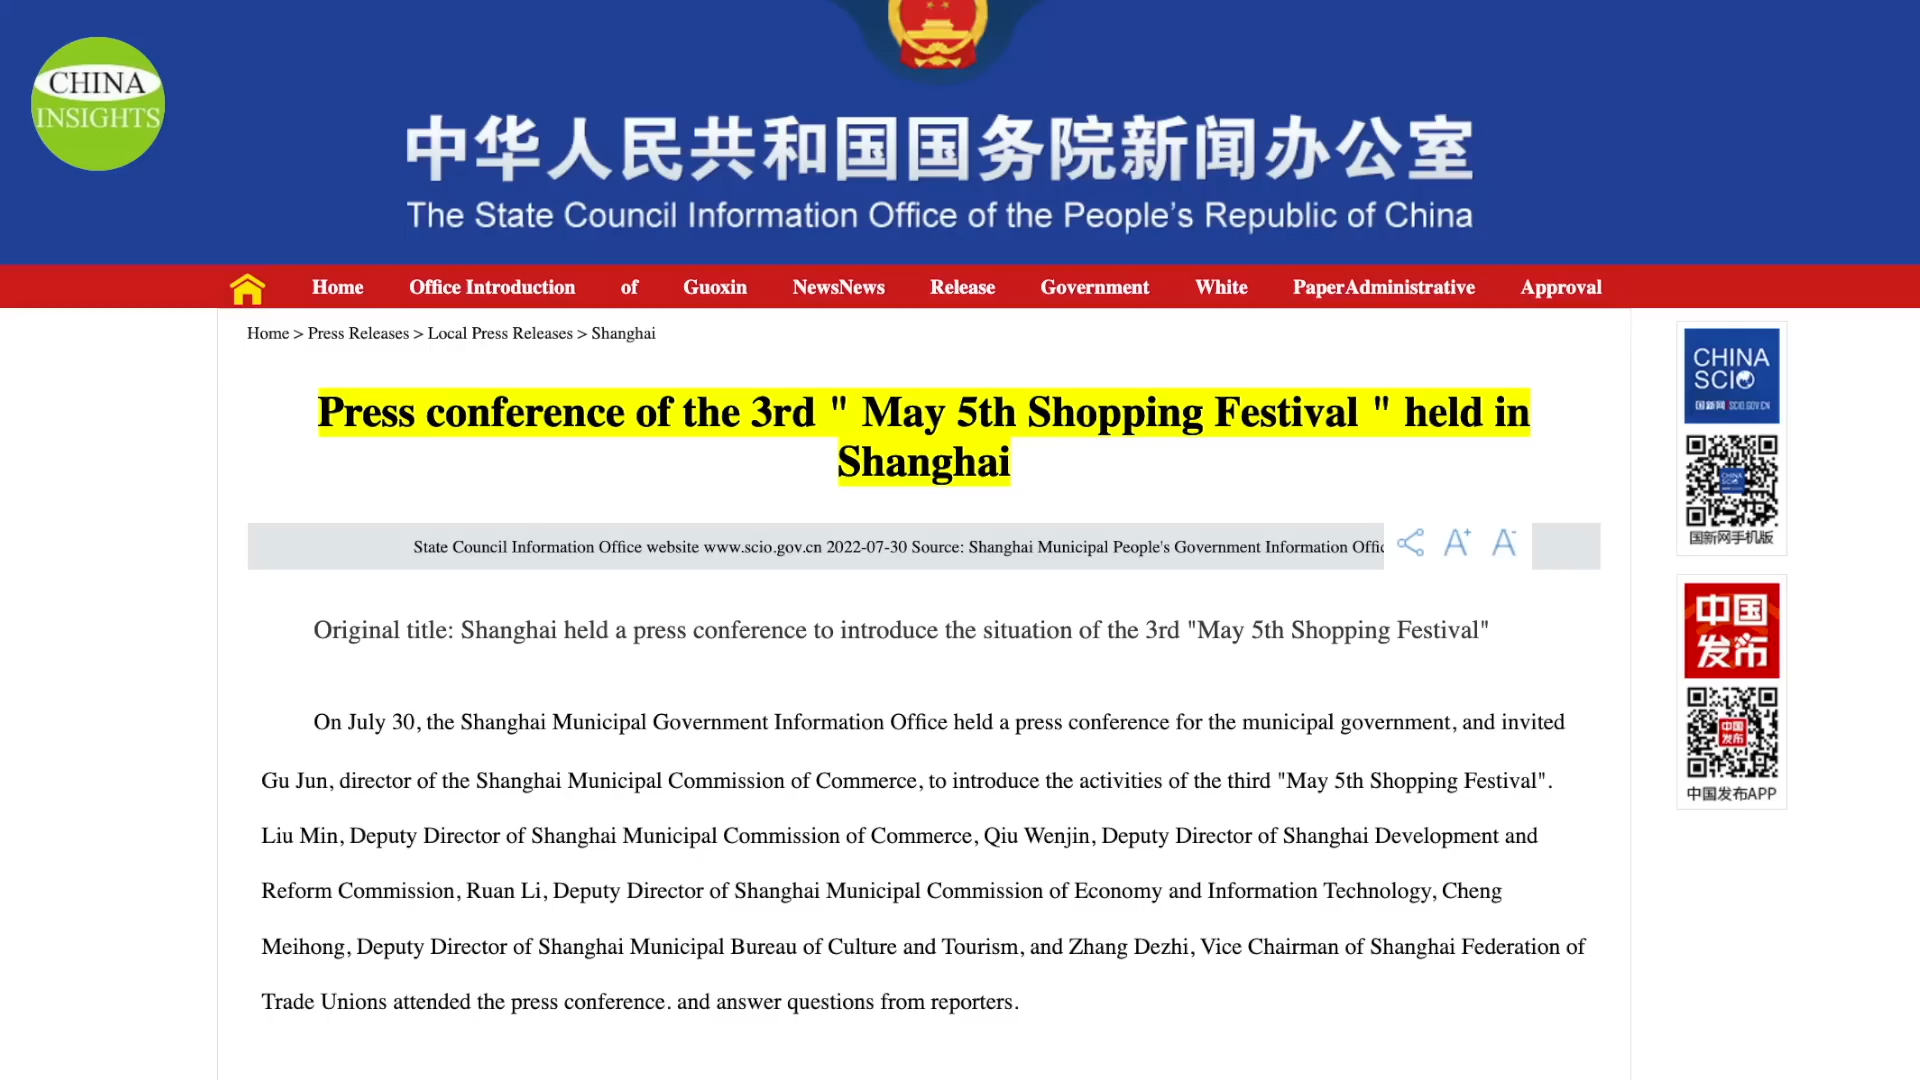 CHINA
INSIGHTS
中华人民共和国国务院新闻办公室
The State Council Information Office of the People's Republic of China
Home Office Introduction of Guoxin NewsNews Release Government White PaperAdministrative Approval
Home > Press Releases > Local Press Releases > Shanghai
Press conference of the 3rd " May 5th Shopping Festival " held in
Shanghai
State Council Information Office website www.scio.gov.cn 2022-07-30 Source: Shanghai Municipal People's Government Information Offic
A+ A-
Original title: Shanghai held a press conference to introduce the situation of the 3rd "May 5th Shopping Festival"
On July 30, the Shanghai Municipal Government Information Office held a press conference for the municipal government, and invited
Gu Jun, director of the Shanghai Municipal Commission of Commerce, to introduce the activities of the third "May 5th Shopping Festival".
Liu Min, Deputy Director of Shanghai Municipal Commission of Commerce, Qiu Wenjin, Deputy Director of Shanghai Development and
Reform Commission, Ruan Li, Deputy Director of Shanghai Municipal Commission of Economy and Information Technology, Cheng
Meihong, Deputy Director of Shanghai Municipal Bureau of Culture and Tourism, and Zhang Dezhi, Vice Chairman of Shanghai Federation of
Trade Unions attended the press conference. and answer questions from reporters.
CHINA
SCIO
国新网 SCIO.GOV.CN
国新网手机版
中国
发布
中国
发布
中国发布APP